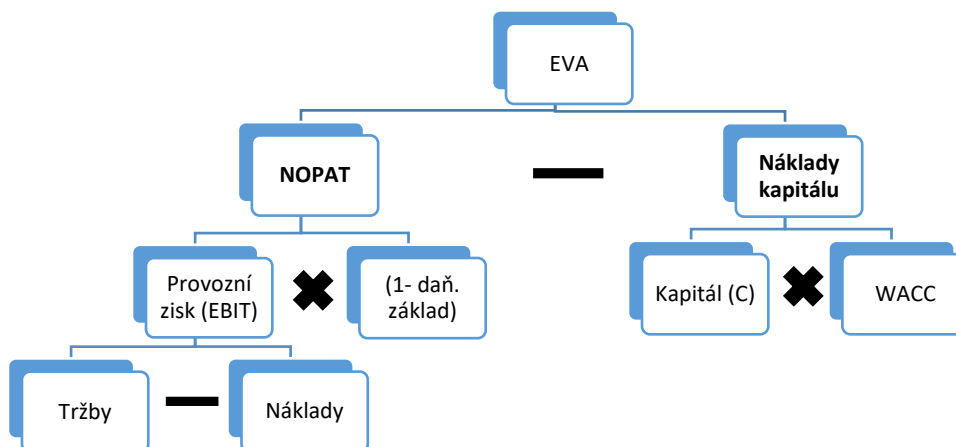 EVA
NOPAT
Náklady
kapitálu
Provozní
zisk (EBIT)
(1- daň.
základ)
Kapitál (C)
WACC
Tržby
Náklady